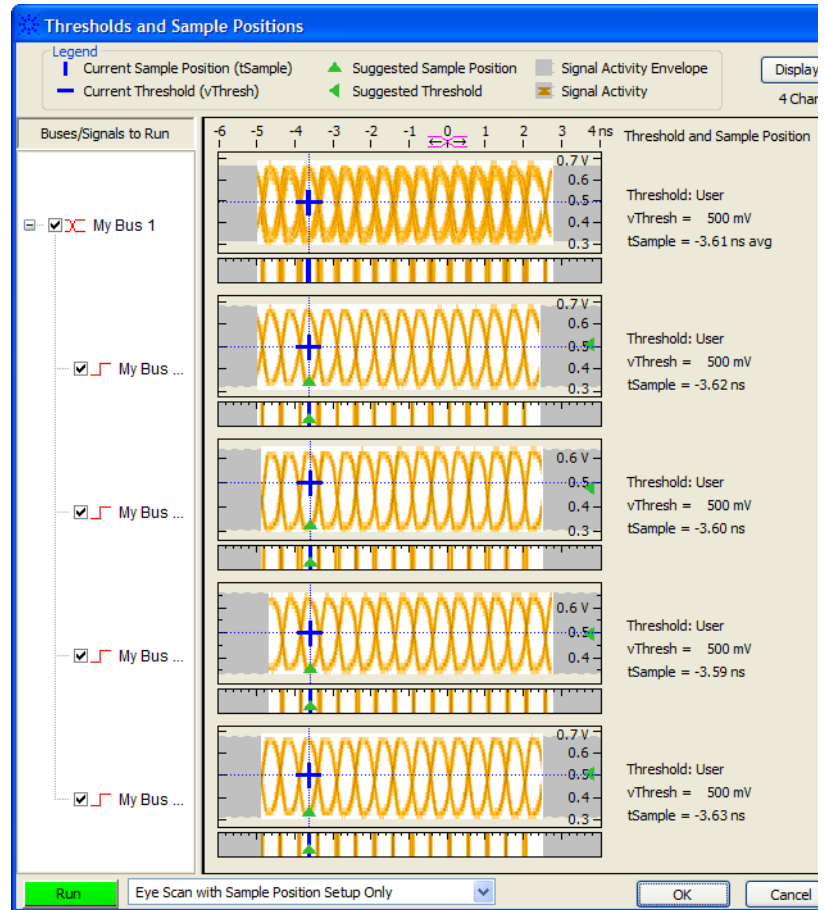 Thresholds and Sample Positions
Legend
Current Sample Position (tSample) Suggested Sample Position Signal Activity Envelope
Current Threshold (vThresh) Suggested Threshold Signal Activity
Display
4 Chan
Buses/Signals to Run
-6 -5 -4 -3 -2 -1 0 1 2 3 4 ns
Threshold and Sample Position
My Bus 1
0.7 V
0.6
0.5
0.4
0.3
Threshold: User
vThresh = 500 mV
tSample = -3.61 ns avg
My Bus ...
0.7 V
0.6
0.5
0.4
0.3
Threshold: User
vThresh = 500 mV
tSample = -3.62 ns
My Bus ...
0.6 V
0.5
0.4
0.3
Threshold: User
vThresh = 500 mV
tSample = -3.60 ns
My Bus ...
0.6 V
0.5
0.4
Threshold: User
vThresh = 500 mV
tSample = -3.59 ns
My Bus ...
0.7 V
0.6
0.5
0.4
0.3
Threshold: User
vThresh = 500 mV
tSample = -3.63 ns
Run
Eye Scan with Sample Position Setup Only
OK
Cancel